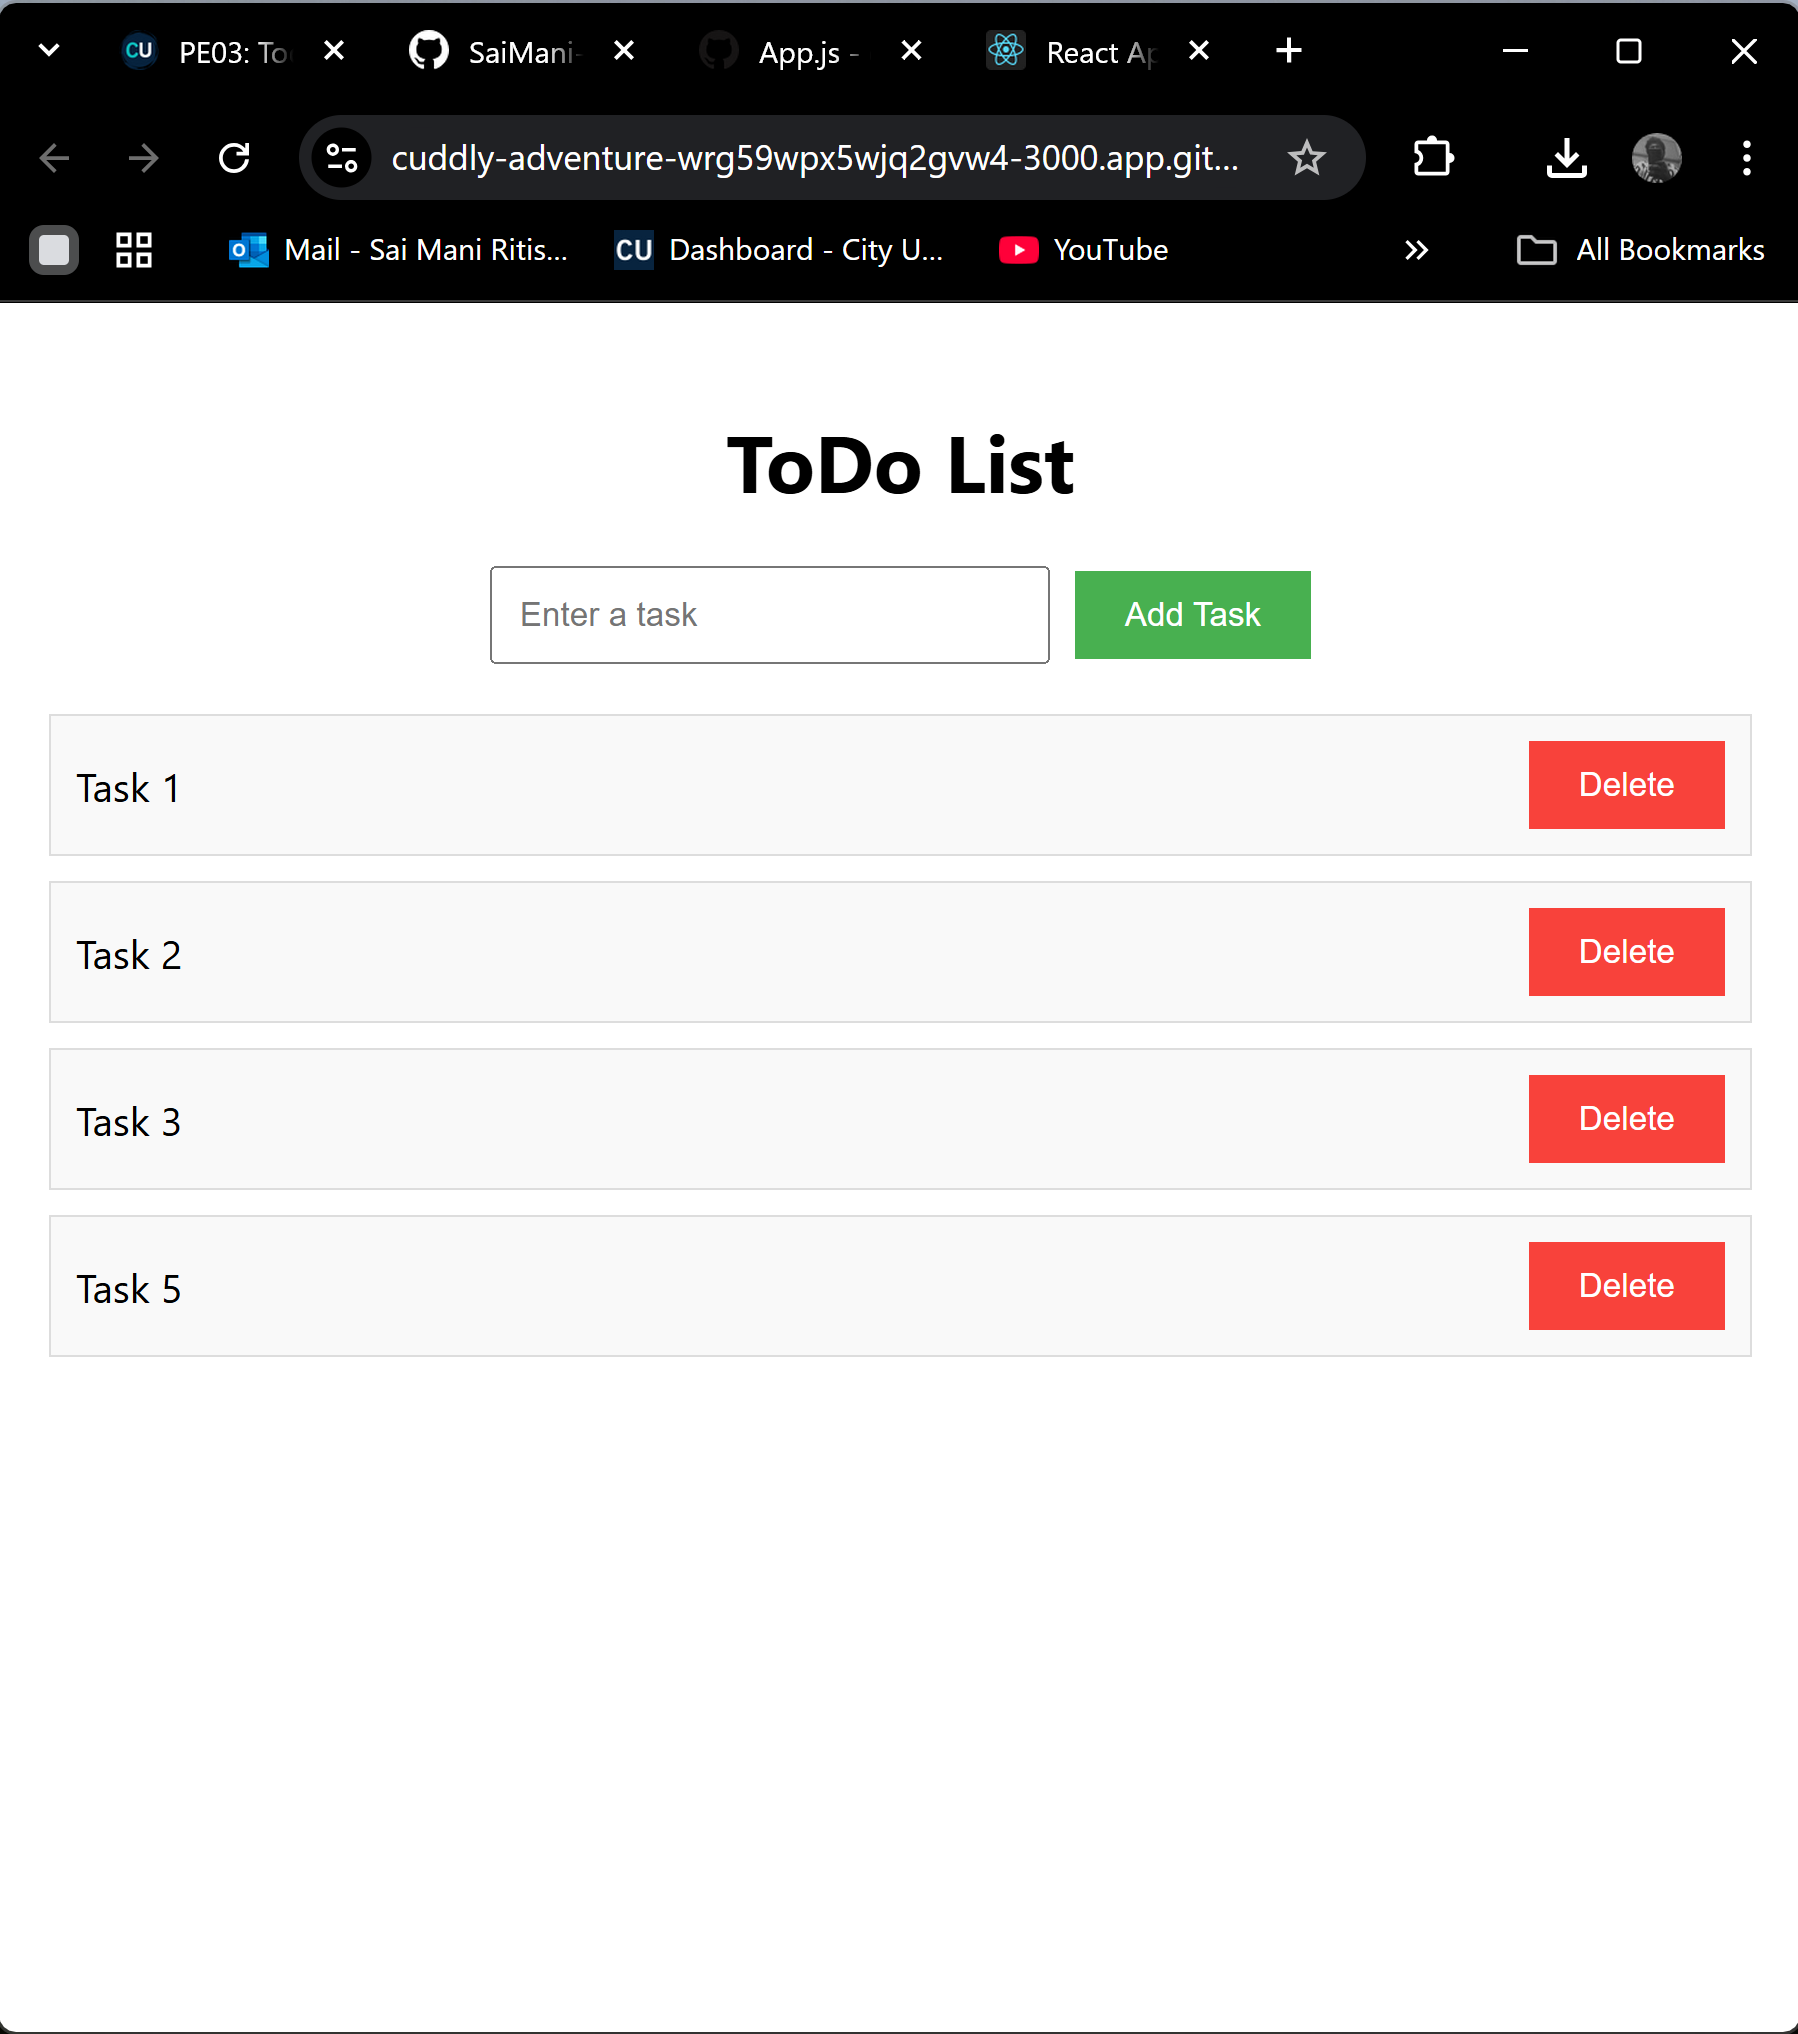 CU PE03: To
SaiMani-
App.js -
React Ap
cuddly-adventure-wrg59wpx5wjq2gvw4-3000.app.git...
Mail - Sai Mani Ritis...
CU Dashboard - City U...
YouTube
All Bookmarks
ToDo List
Enter a task
Add Task
Task 1
Delete
Task 2
Delete
Task 3
Delete
Task 5
Delete